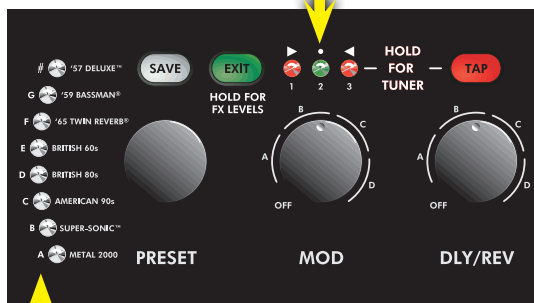 # '57 DELUXE™
G '59 BASSMAN®
F '65 TWIN REVERB®
E BRITISH 60s
D BRITISH 80s
C AMERICAN 90s
B SUPER-SONIC™
A METAL 2000
SAVE
EXIT
HOLD FOR
FX LEVELS
1 2 3
HOLD
FOR
TUNER
TAP
PRESET
A B C D
OFF
MOD
A B C D
OFF
DLY/REV